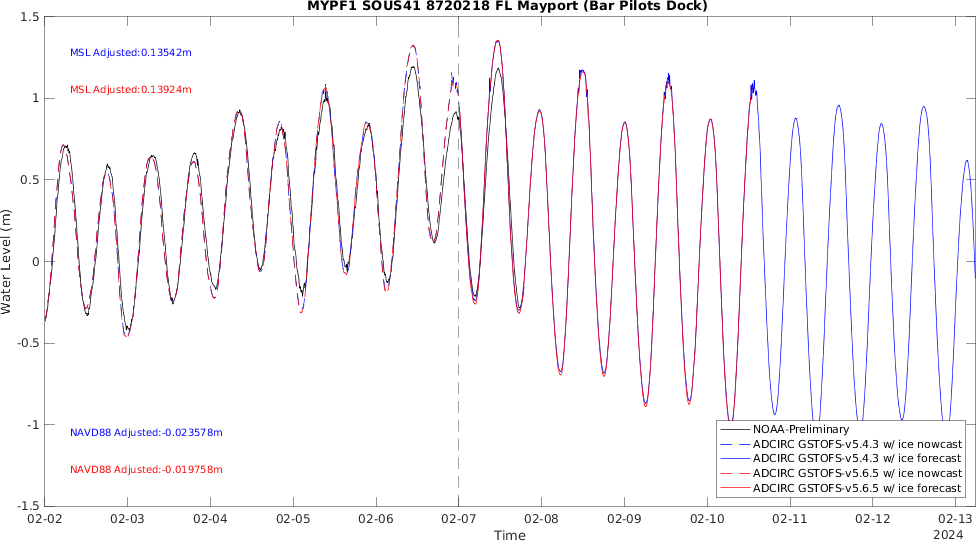 MYPF1 SOUS41 8720218 FL Mayport (Bar Pilots Dock)
1.5
1
0.5
0
-0.5
-1
-1.5
Water Level (m)
MSL Adjusted:0.13542m
MSL Adjusted:0.13924m
NAVD88 Adjusted:-0.023578m
NAVD88 Adjusted:-0.019758m
NOAA-Preliminary
ADCIRC GSTOFS-v5.4.3 w/ ice nowcast
ADCIRC GSTOFS-v5.4.3 w/ ice forecast
ADCIRC GSTOFS-v5.6.5 w/ ice nowcast
ADCIRC GSTOFS-v5.6.5 w/ ice forecast
02-02 02-03 02-04 02-05 02-06 02-07 02-08 02-09 02-10 02-11 02-12 02-13
Time
2024